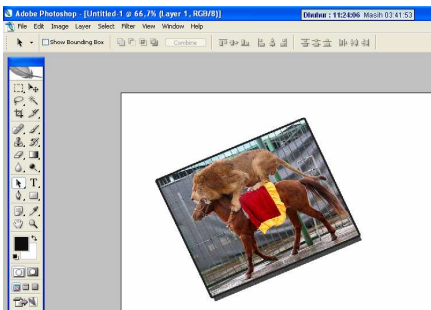 Adobe Photoshop - [Untitled-1 @ 66,7% (Layer 1, RGB/8)]
Dhuhur : 11:24:06 Masih 03:41:53
File Edit Image Layer Select Filter View Window Help
Show Bounding Box Combine
T